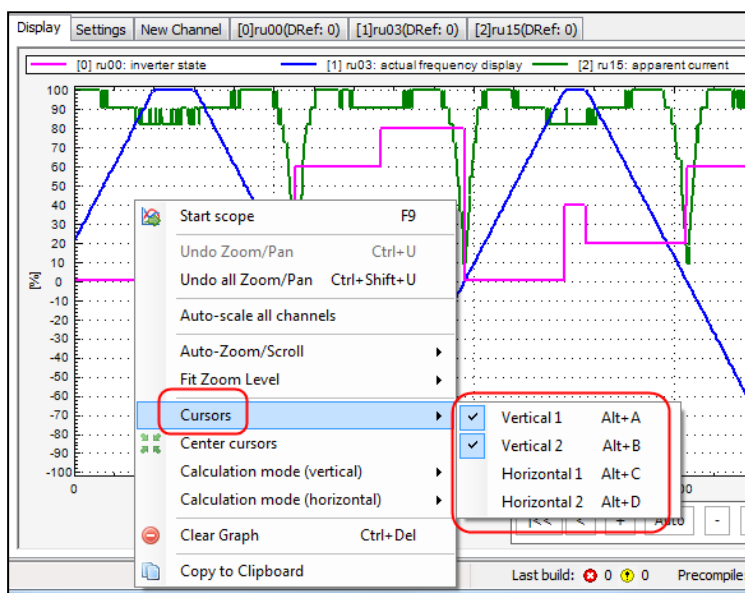 Display Settings New Channel [0]ru00(DRef: 0) [1]ru03(DRef: 0) [2]ru15(DRef: 0)
[0] ru00: inverter state [1] ru03: actual frequency display [2] ru15: apparent current
100
90
80
70
60
50
40
30
20
10
0
-10
-20
-30
-40
-50
-60
-70
-80
-90
-100
[%]
0
Start scope F9
Undo Zoom/Pan Ctrl+U
Undo all Zoom/Pan Ctrl+Shift+U
Auto-scale all channels
Auto-Zoom/Scroll
Fit Zoom Level
Cursors
Center cursors
Calculation mode (vertical)
Calculation mode (horizontal)
Clear Graph Ctrl+Del
Copy to Clipboard
Vertical 1 Alt+A
Vertical 2 Alt+B
Horizontal 1 Alt+C
Horizontal 2 Alt+D
|<< < + Auto -
Last build: 0 0 Precompile